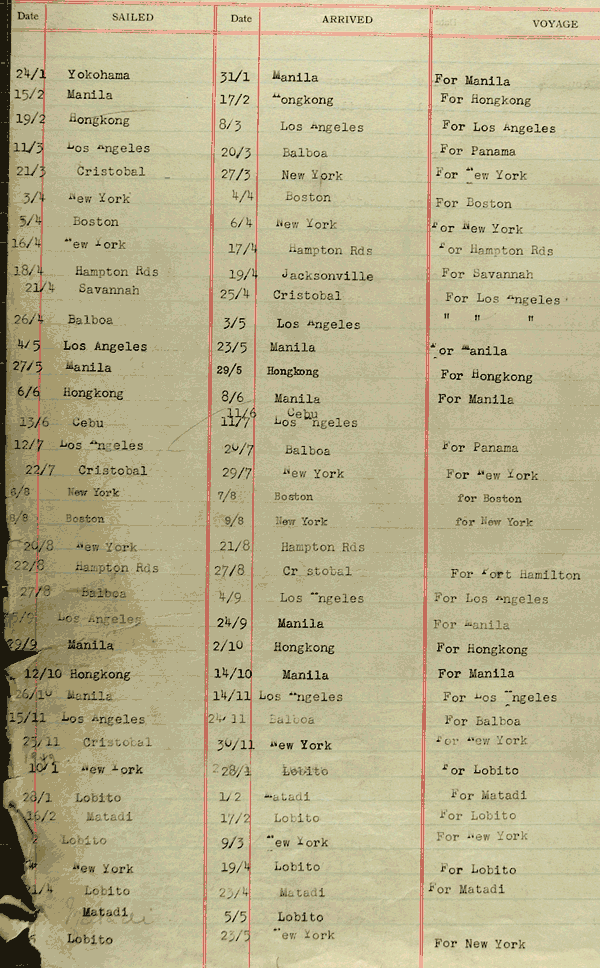 Date SAILED Date ARRIVED VOYAGE
24/1 Yokohama 31/1 Manila For Manila
15/2 Manila 17/2 Hongkong For Hongkong
19/2 Hongkong 8/3 Los Angeles For Los Angeles
11/3 Los Angeles 20/3 Balboa For Panama
21/3 Cristobal 27/3 New York For New York
3/4 New York 4/4 Boston For Boston
5/4 Boston 6/4 New York For New York
16/4 New York 17/4 Hampton Rds For Hampton Rds
18/4 Hampton Rds 19/4 Jacksonville For Savannah
21/4 Savannah 25/4 Cristobal For Los Angeles
26/4 Balboa 3/5 Los Angeles " " "
4/5 Los Angeles 23/5 Manila For Manila
27/5 Manila 29/5 Hongkong For Hongkong
6/6 Hongkong 8/6 Manila For Manila
11/6 Cebu
13/6 Cebu 11/7 Los Angeles
12/7 Los Angeles 20/7 Balboa For Panama
22/7 Cristobal 29/7 New York For New York
6/8 New York 7/8 Boston for Boston
8/8 Boston 9/8 New York for New York
20/8 New York 21/8 Hampton Rds
22/8 Hampton Rds 27/8 Cr stobal For Fort Hamilton
27/8 Balboa 4/9 Los Angeles For Los Angeles
5/9 Los Angeles 24/9 Manila For Manila
29/9 Manila 2/10 Hongkong For Hongkong
12/10 Hongkong 14/10 Manila For Manila
26/10 Manila 14/11 Los Angeles For Los Angeles
15/11 Los Angeles 24/11 Balboa For Balboa
25/11 Cristobal 30/11 New York For New York
10/1 New York 28/1 Lobito For Lobito
28/1 Lobito 1/2 Matadi For Matadi
16/2 Matadi 17/2 Lobito For Lobito
2 Lobito 9/3 New York For New York
New York 19/4 Lobito For Lobito
21/4 Lobito 23/4 Matadi For Matadi
Matadi 5/5 Lobito
Lobito 23/5 New York For New York